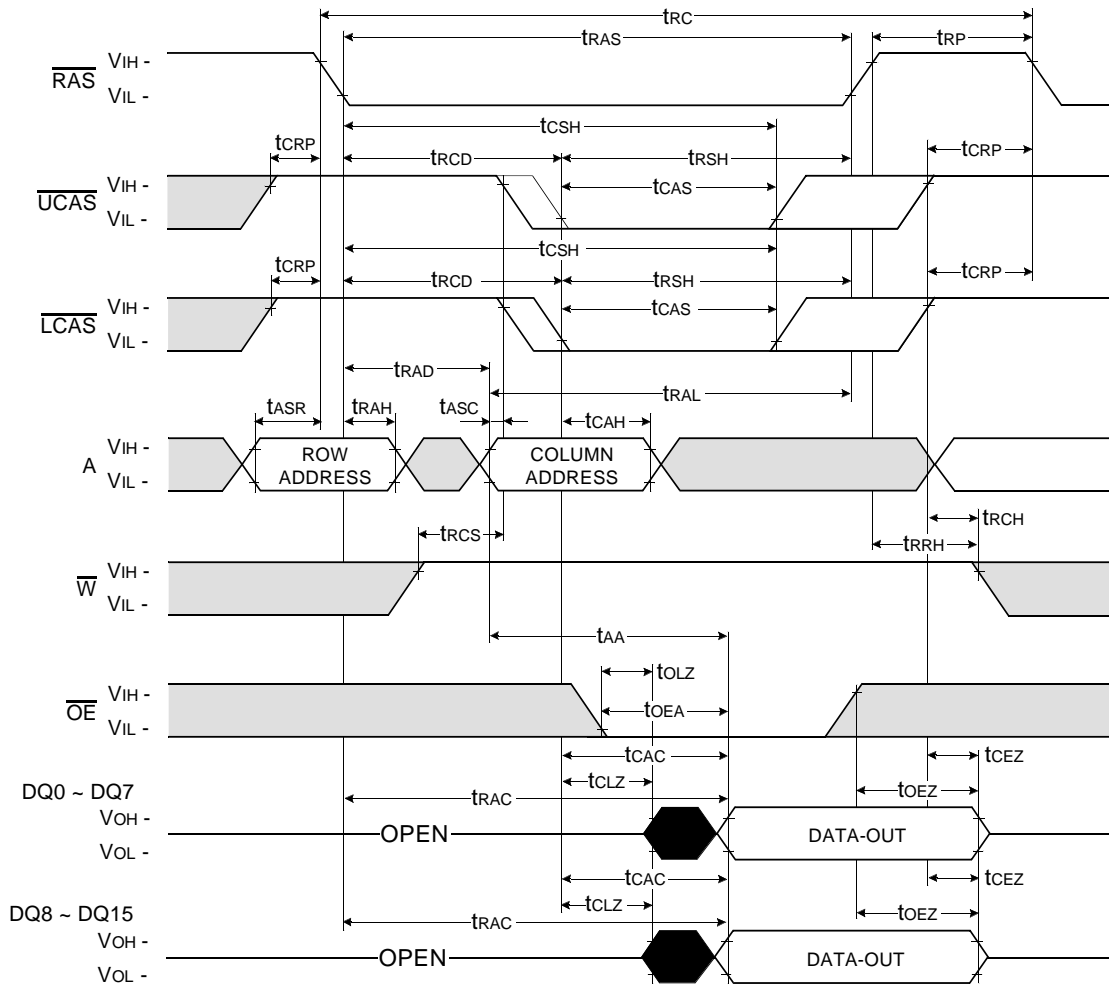 tRC
tRAS tRP
RAS VIH -
VIL -
tCSH
tCRP tRCD tRSH tCRP
UCAS VIH - tCAS
VIL -
tCSH
tCRP tRCD tRSH tCRP
LCAS VIH - tCAS
VIL -
tRAD
tRAL
tASR tRAH tASC tCAH
A VIH - ROW ADDRESS COLUMN ADDRESS
VIL -
tRCS tRCH
tRRH
W VIH -
VIL -
tAA
tOLZ
OE VIH -
VIL - tOEA
tCAC tCEZ
tCLZ tOEZ
DQ0 ~ DQ7 tRAC
VOH - OPEN DATA-OUT
VOL -
tCAC tCEZ
tCLZ tOEZ
DQ8 ~ DQ15 tRAC
VOH - OPEN DATA-OUT
VOL -